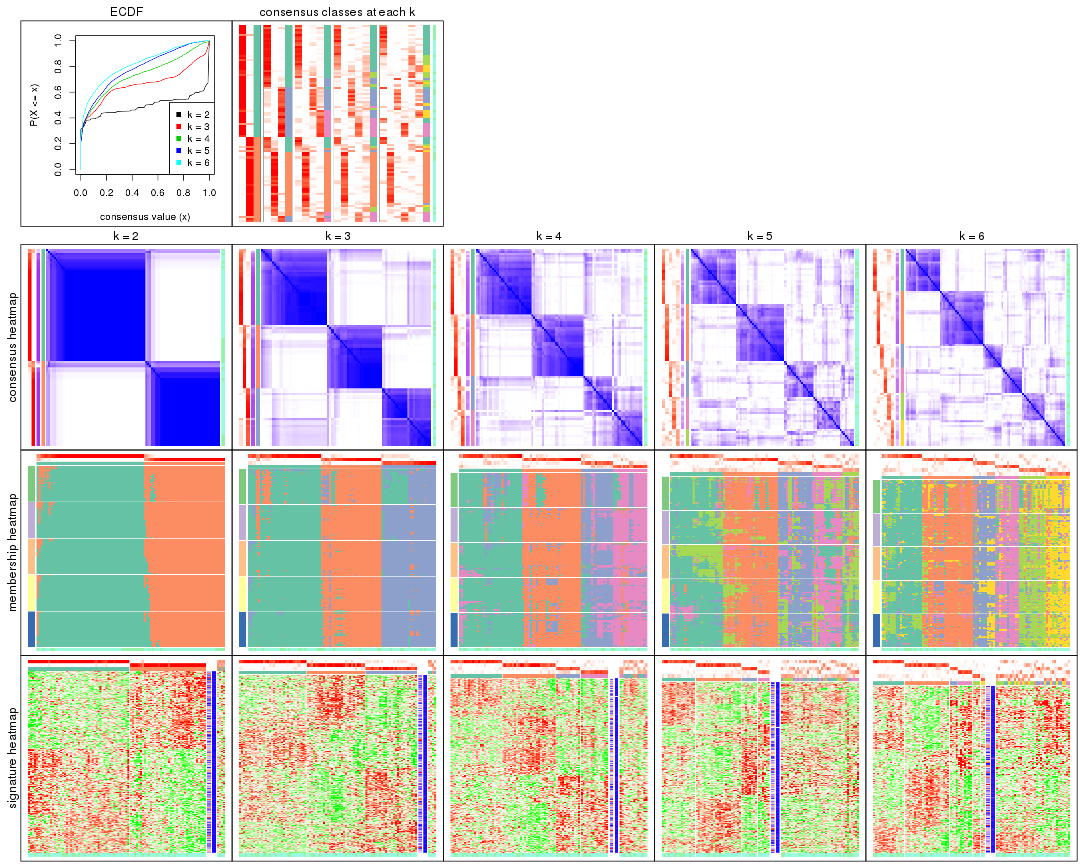 ECDF
consensus classes at each k
P(X <= x)
0.0 0.2 0.4 0.6 0.8 1.0
k = 2
k = 3
k = 4
k = 5
k = 6
0.0 0.2 0.4 0.6 0.8 1.0
consensus value (x)
k = 2 k = 3 k = 4 k = 5 k = 6
consensus heatmap
membership heatmap
signature heatmap